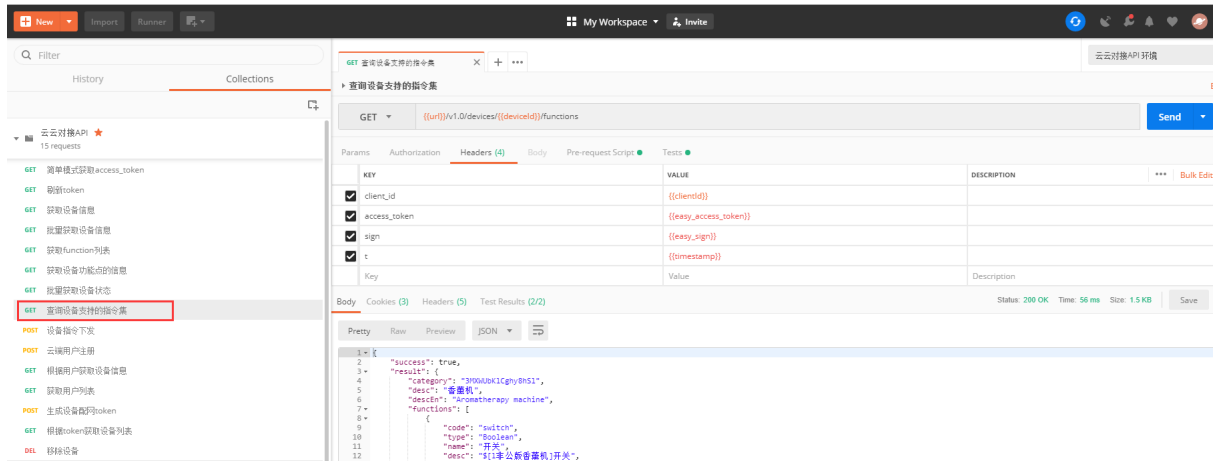 New
Import
Runner
My Workspace
Invite
Filter
History
Collections
云云对接API
15 requests
GET 简单模式获取access_token
GET 刷新token
GET 获取设备信息
GET 批量获取设备信息
GET 获取function列表
GET 获取设备功能点的信息
GET 批量获取设备状态
GET 查询设备支持的指令集
POST 设备指令下发
POST 云端用户注册
GET 根据用户获取设备信息
GET 获取用户列表
POST 生成设备配网token
GET 根据token获取设备列表
DEL 移除设备
GET 查询设备支持的指令集
云云对接API 环境
查询设备支持的指令集
GET {{url}}/v1.0/devices/{{deviceId}}/functions Send
Params Authorization Headers (4) Body Pre-request Script Tests
KEY VALUE DESCRIPTION Bulk Edit
client_id {{clientId}}
access_token {{easy_access_token}}
sign {{easy_sign}}
t {{timestamp}}
Key Value Description
Body Cookies (3) Headers (5) Test Results (2/2) Status: 200 OK Time: 56 ms Size: 1.5 KB Save
Pretty Raw Preview JSON
1 {
2 "success": true,
3 "result": {
4 "category": "3MXWUbK1Cghy8hS1",
5 "desc": "香薰机",
6 "descEn": "Aromatherapy machine",
7 "functions": [
8 {
9 "code": "switch",
10 "type": "Boolean",
11 "name": "开关",
12 "desc": "$[1非公版香薰机]开关",